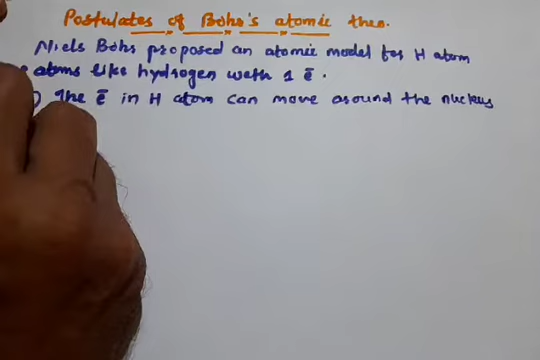 Postulates of Bohr's atomic theo.
Niels Bohr proposed an atomic model for H atom
atoms like hydrogen with 1 ē.
) The ē in H atom can move around the nucleus